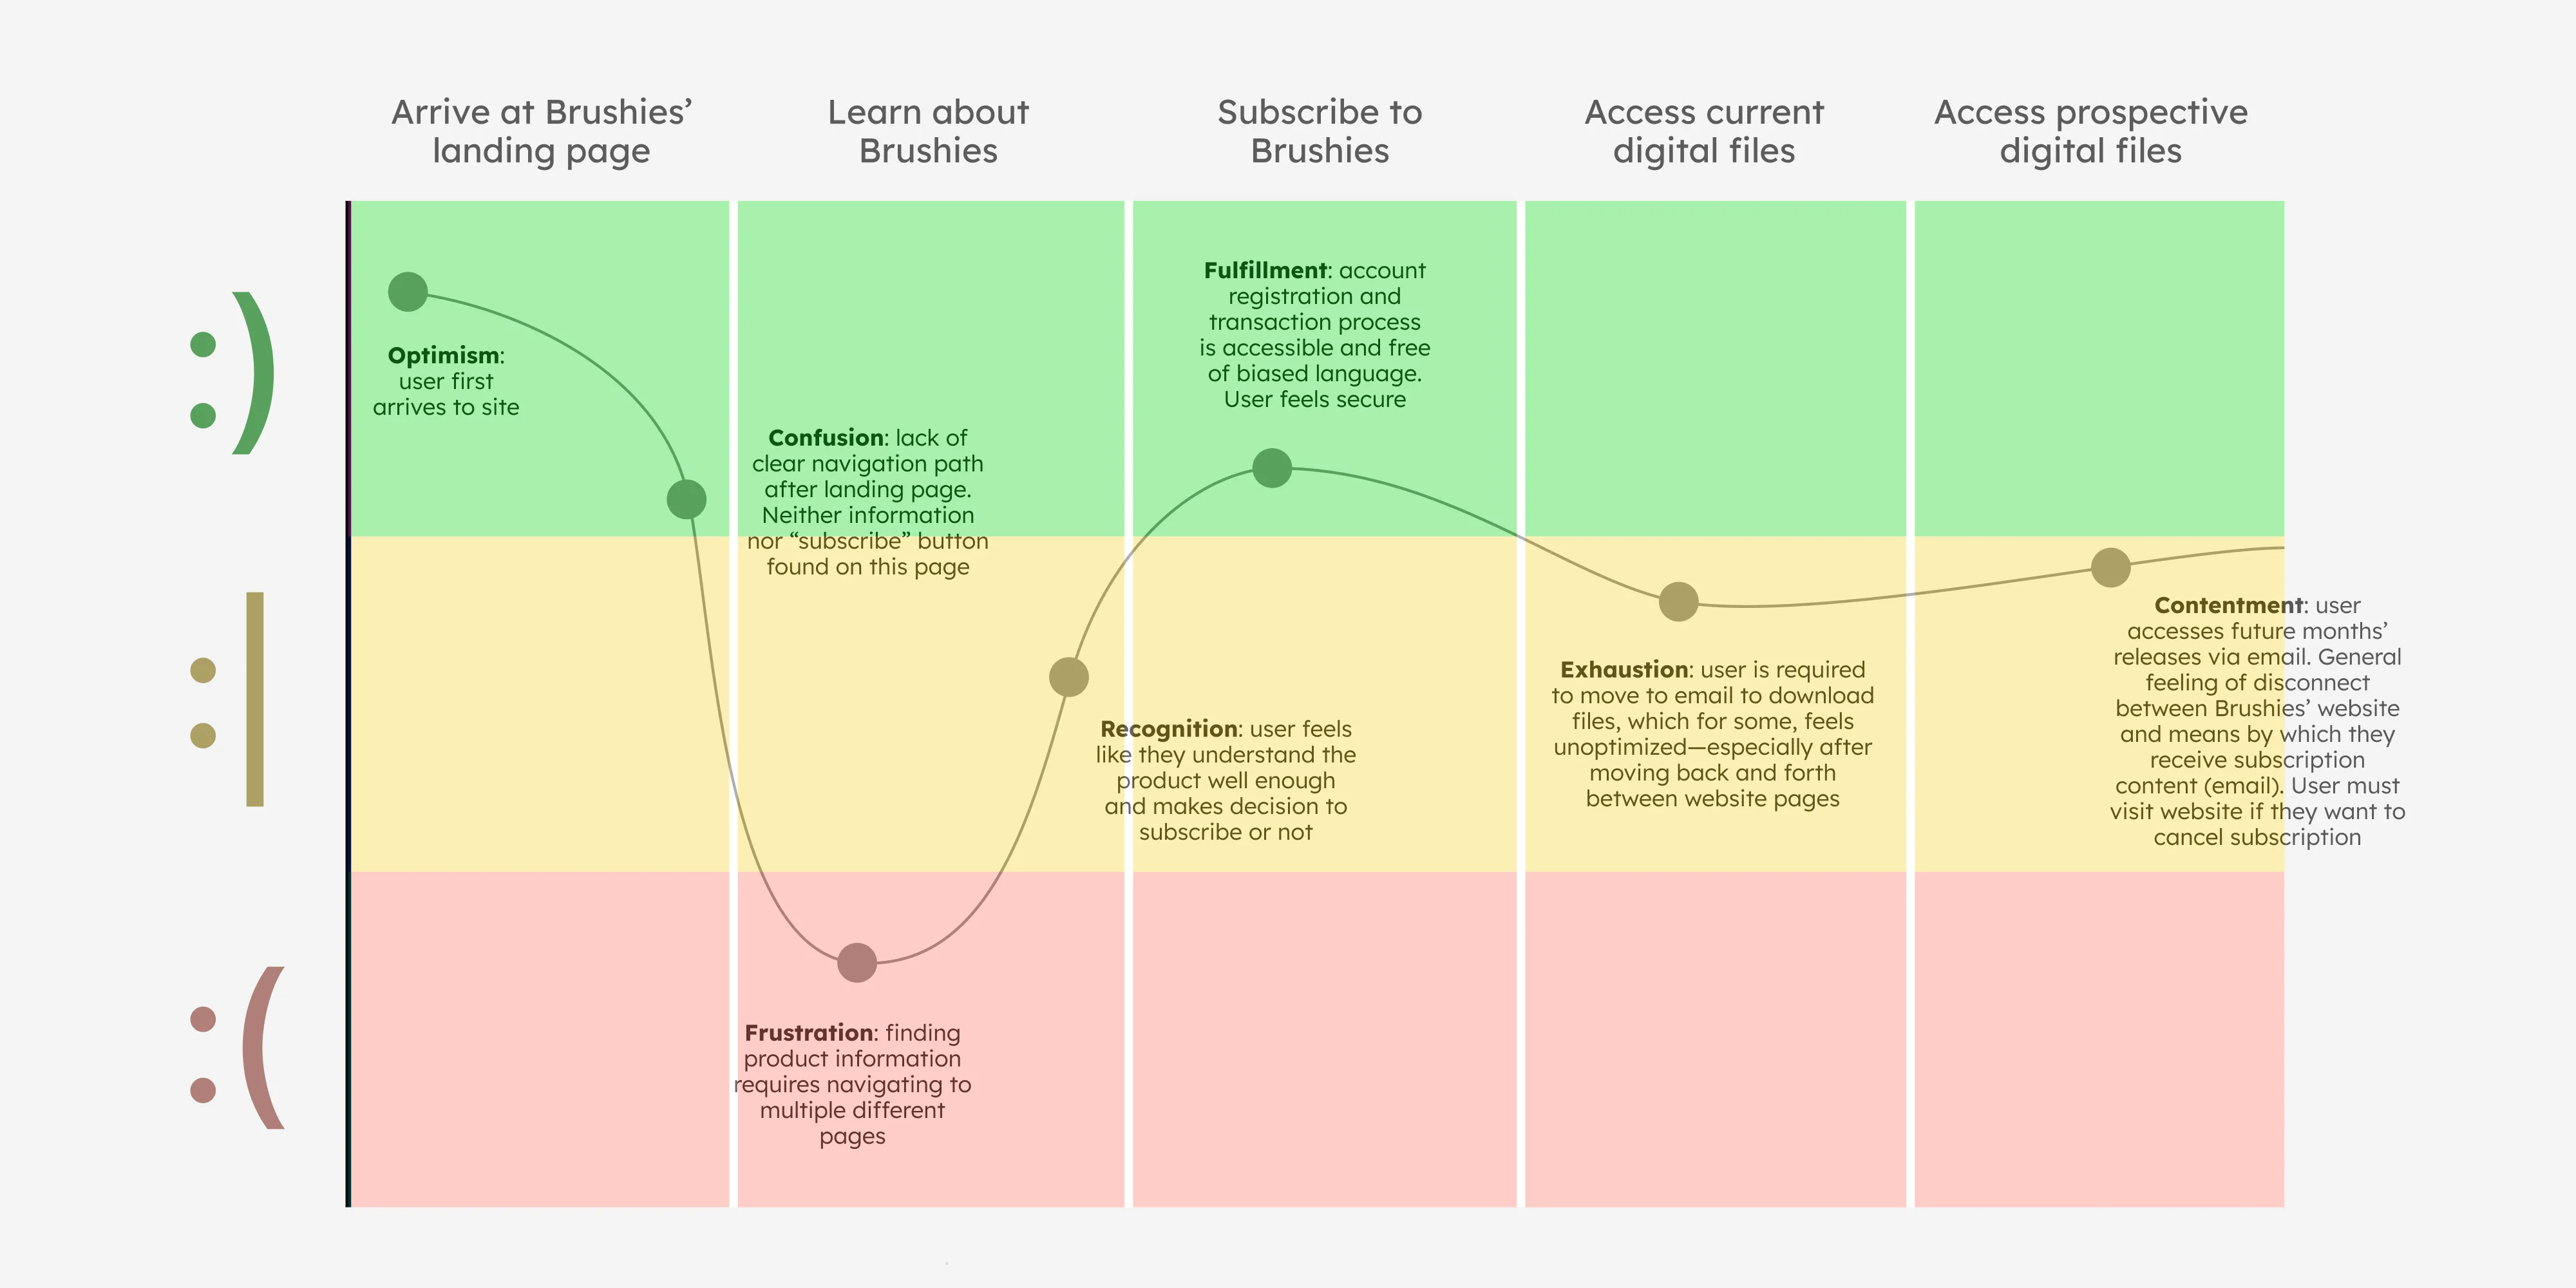 Arrive at Brushies’
landing page
Learn about
Brushies
Subscribe to
Brushies
Access current
digital files
Access prospective
digital files
:)
:|
:(
Optimism:
user first
arrives to site
Confusion: lack of
clear navigation path
after landing page.
Neither information
nor “subscribe” button
found on this page
Frustration: finding
product information
requires navigating to
multiple different
pages
Recognition: user feels
like they understand the
product well enough
and makes decision to
subscribe or not
Fulfillment: account
registration and
transaction process
is accessible and free
of biased language.
User feels secure
Exhaustion: user is required
to move to email to download
files, which for some, feels
unoptimized—especially after
moving back and forth
between website pages
Contentment: user
accesses future months’
releases via email. General
feeling of disconnect
between Brushies’ website
and means by which they
receive subscription
content (email). User must
visit website if they want to
cancel subscription